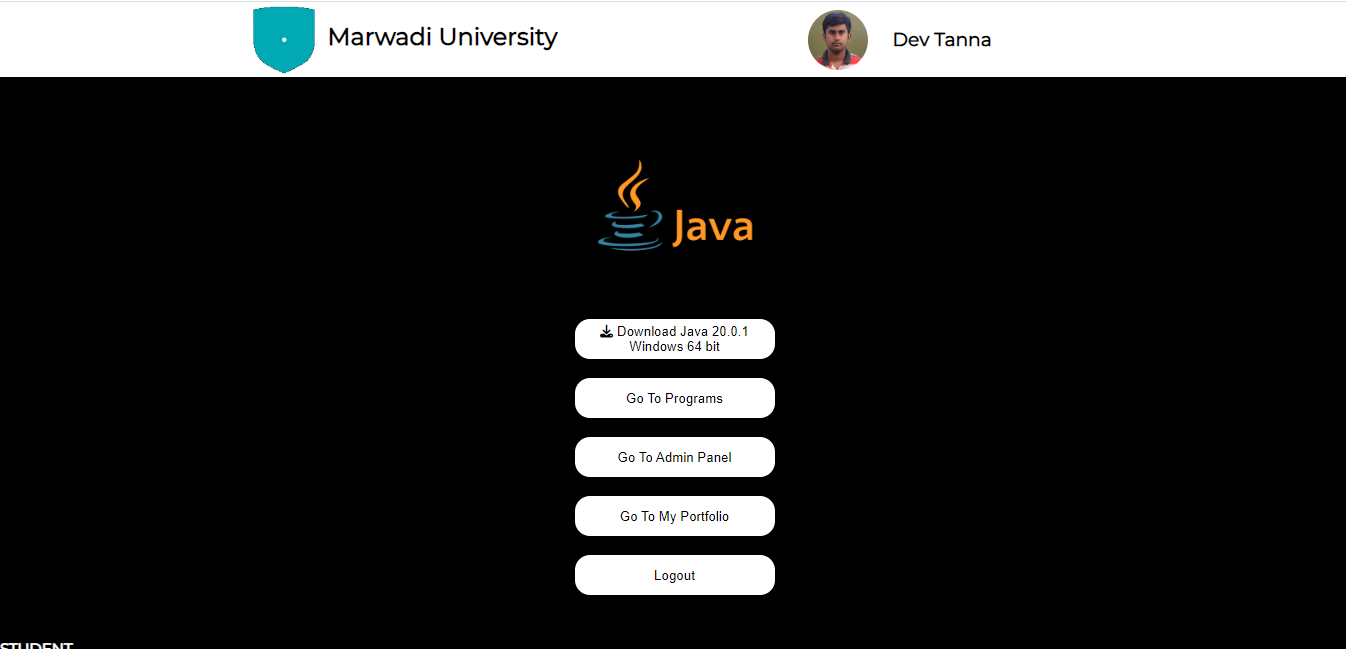 Marwadi University
Dev Tanna
Java
Download Java 20.0.1
Windows 64 bit
Go To Programs
Go To Admin Panel
Go To My Portfolio
Logout
STUDENT